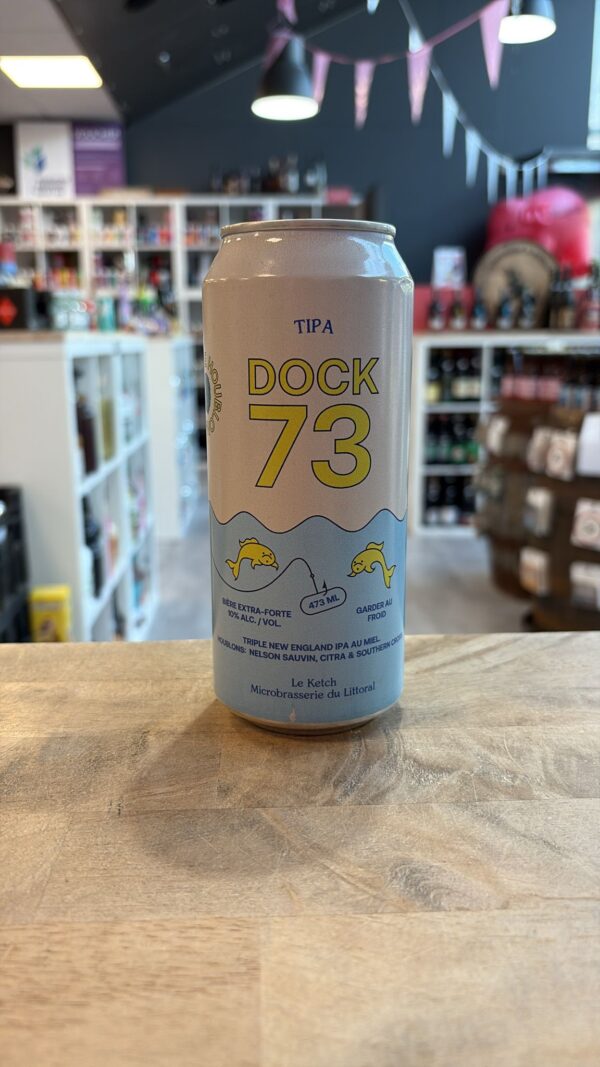 TIPA
DOCK
73
BIÈRE EXTRA-FORTE
10% ALC. / VOL.
473 ML
GARDER AU
FROID
TRIPLE NEW ENGLAND IPA AU MIEL.
HOUBLONS: NELSON SAUVIN, CITRA & SOUTHERN CROSS
Le Ketch
Microbrasserie du Littoral